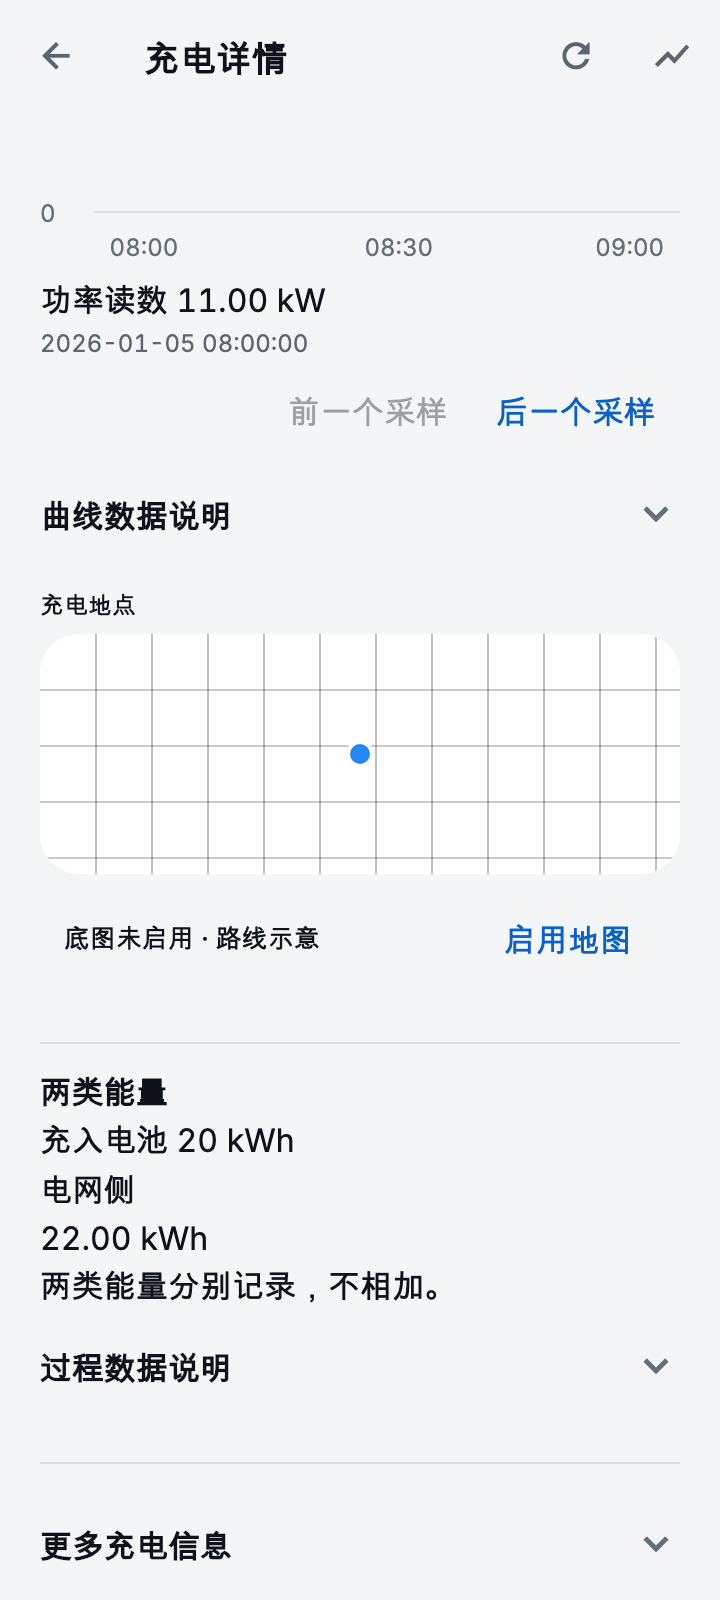 充电详情
0
08:00 08:30 09:00
功率读数 11.00 kW
2026-01-05 08:00:00
前一个采样 后一个采样
曲线数据说明
充电地点
底图未启用 · 路线示意 启用地图
两类能量
充入电池 20 kWh
电网侧
22.00 kWh
两类能量分别记录，不相加。
过程数据说明
更多充电信息